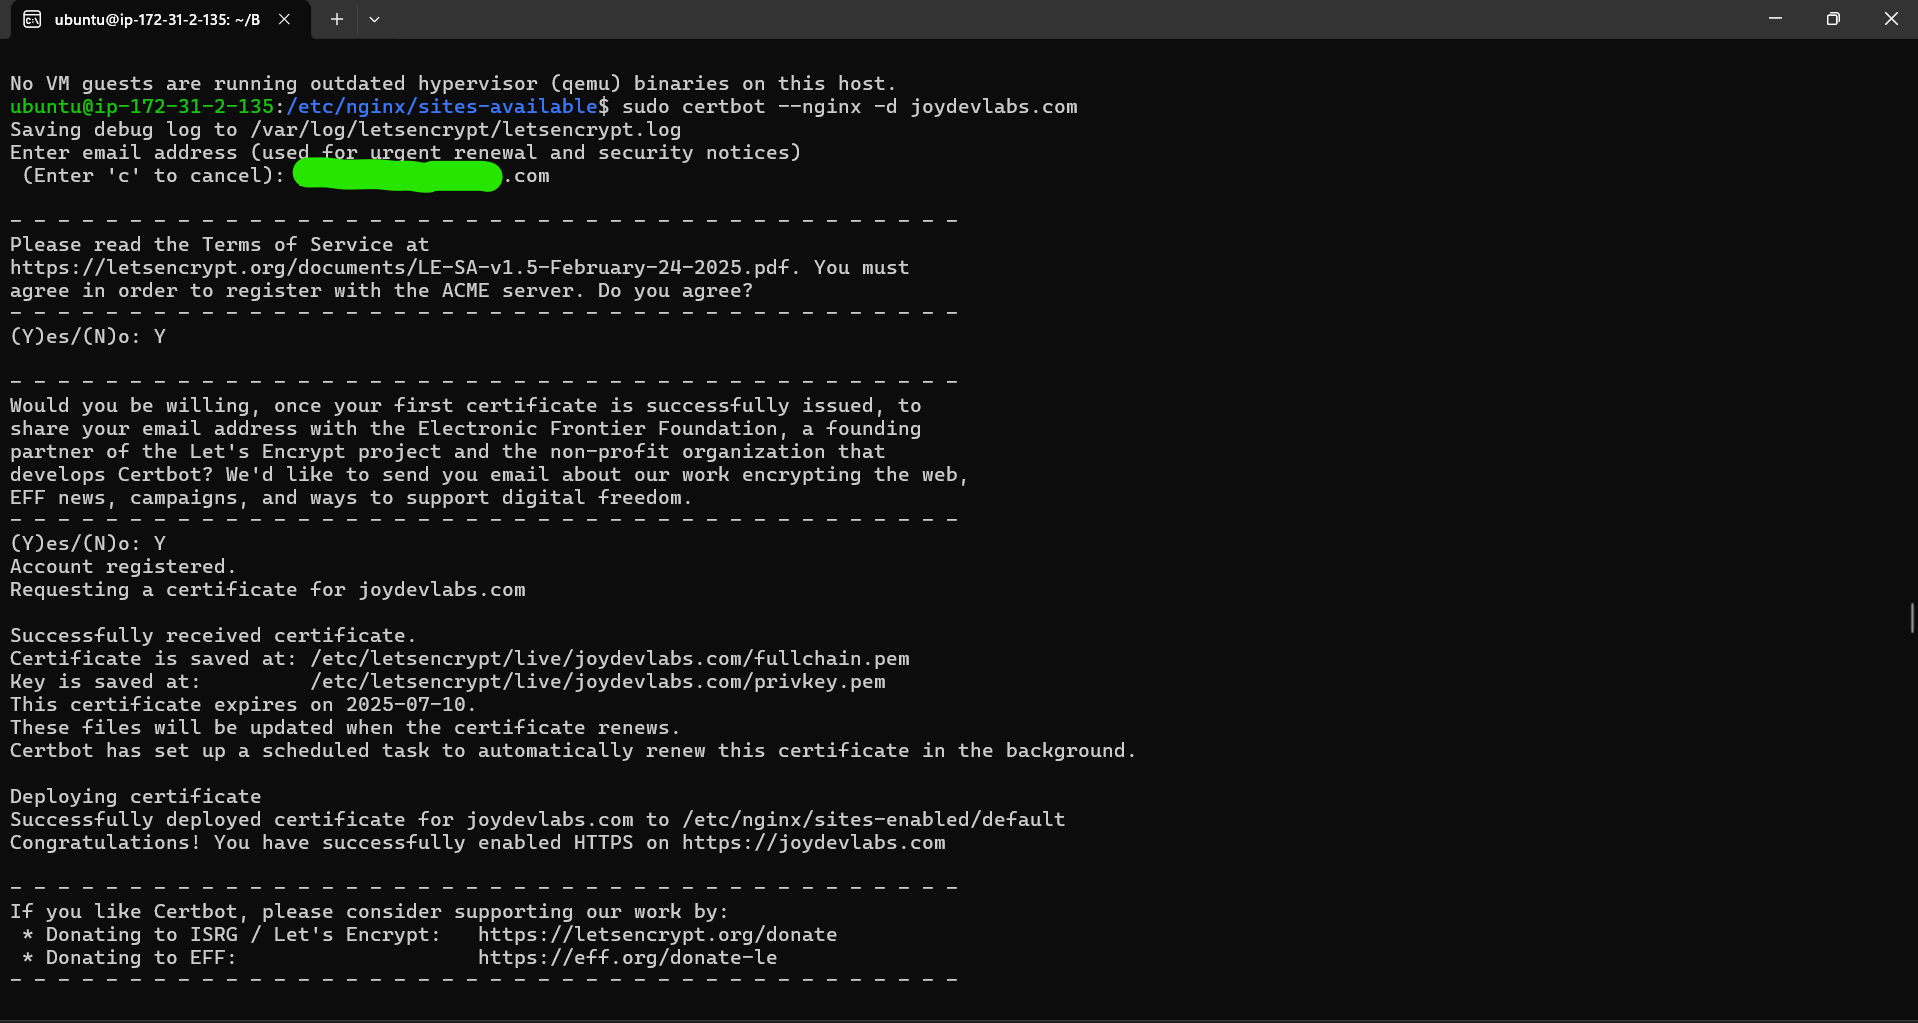 ubuntu@ip-172-31-2-135: ~/B
No VM guests are running outdated hypervisor (qemu) binaries on this host.
ubuntu@ip-172-31-2-135:/etc/nginx/sites-available$ sudo certbot --nginx -d joydevlabs.com
Saving debug log to /var/log/letsencrypt/letsencrypt.log
Enter email address (used for urgent renewal and security notices)
 (Enter 'c' to cancel): .com
- - - - - - - - - - - - - - - - - - - - - - - - - - - - - - - - - - - - - - - -
Please read the Terms of Service at
https://letsencrypt.org/documents/LE-SA-v1.5-February-24-2025.pdf. You must
agree in order to register with the ACME server. Do you agree?
- - - - - - - - - - - - - - - - - - - - - - - - - - - - - - - - - - - - - - - -
(Y)es/(N)o: Y
- - - - - - - - - - - - - - - - - - - - - - - - - - - - - - - - - - - - - - - -
Would you be willing, once your first certificate is successfully issued, to
share your email address with the Electronic Frontier Foundation, a founding
partner of the Let's Encrypt project and the non-profit organization that
develops Certbot? We'd like to send you email about our work encrypting the web,
EFF news, campaigns, and ways to support digital freedom.
- - - - - - - - - - - - - - - - - - - - - - - - - - - - - - - - - - - - - - - -
(Y)es/(N)o: Y
Account registered.
Requesting a certificate for joydevlabs.com
Successfully received certificate.
Certificate is saved at: /etc/letsencrypt/live/joydevlabs.com/fullchain.pem
Key is saved at:         /etc/letsencrypt/live/joydevlabs.com/privkey.pem
This certificate expires on 2025-07-10.
These files will be updated when the certificate renews.
Certbot has set up a scheduled task to automatically renew this certificate in the background.
Deploying certificate
Successfully deployed certificate for joydevlabs.com to /etc/nginx/sites-enabled/default
Congratulations! You have successfully enabled HTTPS on https://joydevlabs.com
- - - - - - - - - - - - - - - - - - - - - - - - - - - - - - - - - - - - - - - -
If you like Certbot, please consider supporting our work by:
 * Donating to ISRG / Let's Encrypt:   https://letsencrypt.org/donate
 * Donating to EFF:                    https://eff.org/donate-le
- - - - - - - - - - - - - - - - - - - - - - - - - - - - - - - - - - - - - - - -